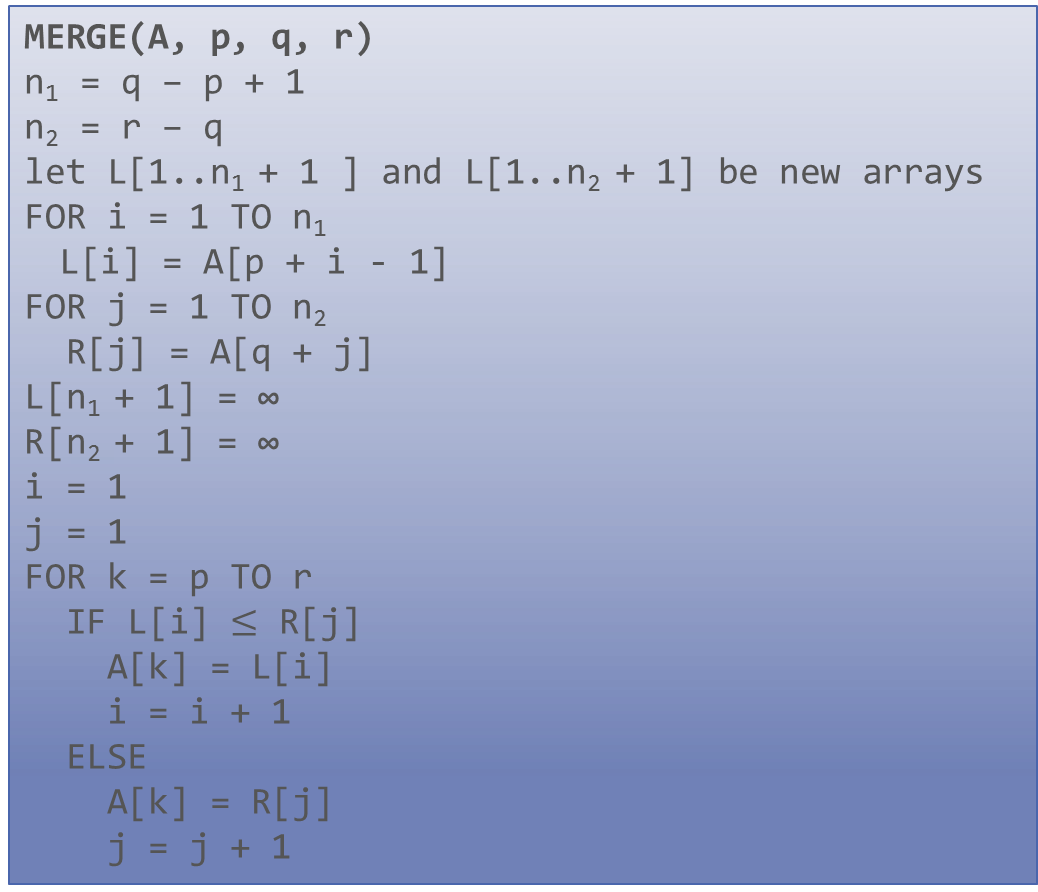 MERGE(A, p, q, r)
n₁ = q – p + 1
n₂ = r – q
let L[1..n₁ + 1 ] and L[1..n₂ + 1] be new arrays
FOR i = 1 TO n₁
L[i] = A[p + i - 1]
FOR j = 1 TO n₂
R[j] = A[q + j]
L[n₁ + 1] = ∞
R[n₂ + 1] = ∞
i = 1
j = 1
FOR k = p TO r
IF L[i] ≤ R[j]
A[k] = L[i]
i = i + 1
ELSE
A[k] = R[j]
j = j + 1